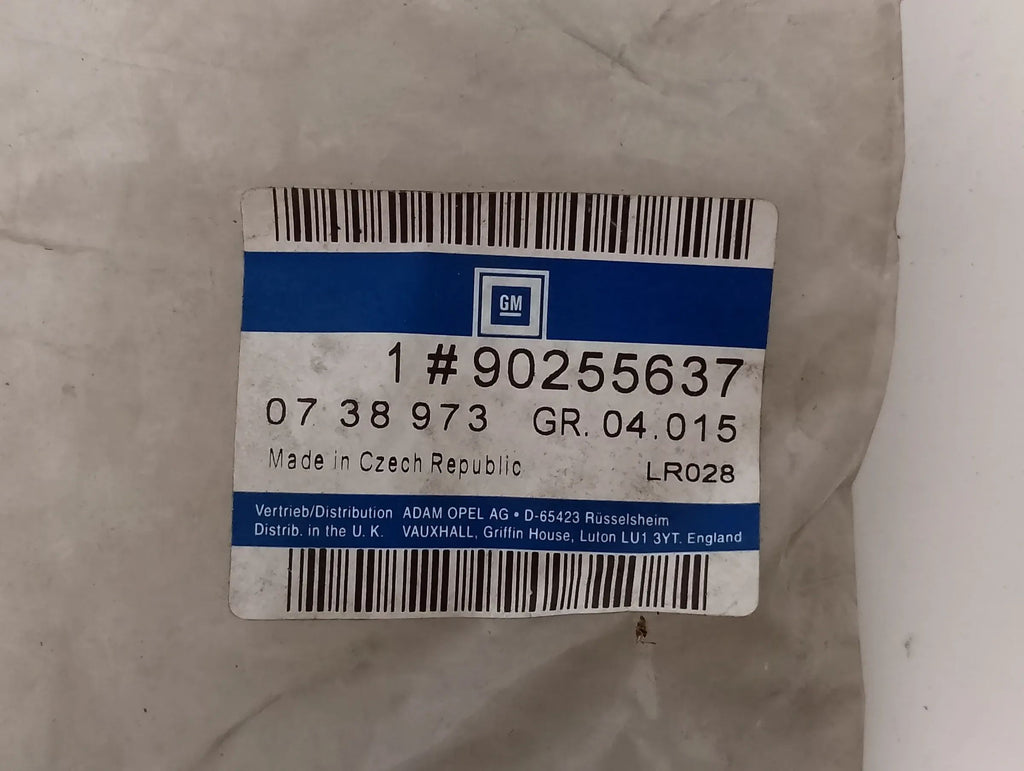 GM
1 # 90255637
07 38 973 GR. 04.015
Made in Czech Republic LR028
Vertrieb/Distribution ADAM OPEL AG • D-65423 Rüsselsheim
Distrib. in the U. K. VAUXHALL, Griffin House, Luton LU1 3YT. England